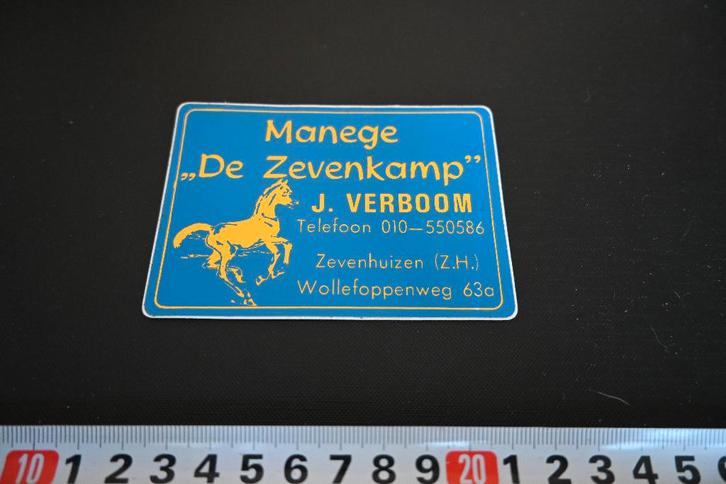 Manege
„De Zevenkamp”
J. VERBOOM
Telefoon 010–550586
Zevenhuizen (Z.H.)
Wollefoppenweg 63a
10 1 2 3 4 5 6 7 8 9 20 1 2 3 4 5 6